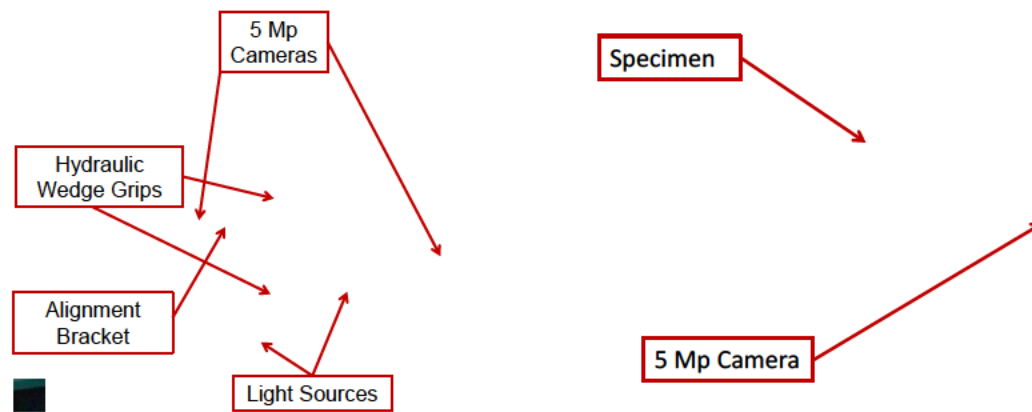 5 Mp
Cameras
Specimen
Hydraulic
Wedge Grips
Alignment
Bracket
5 Mp Camera
Light Sources